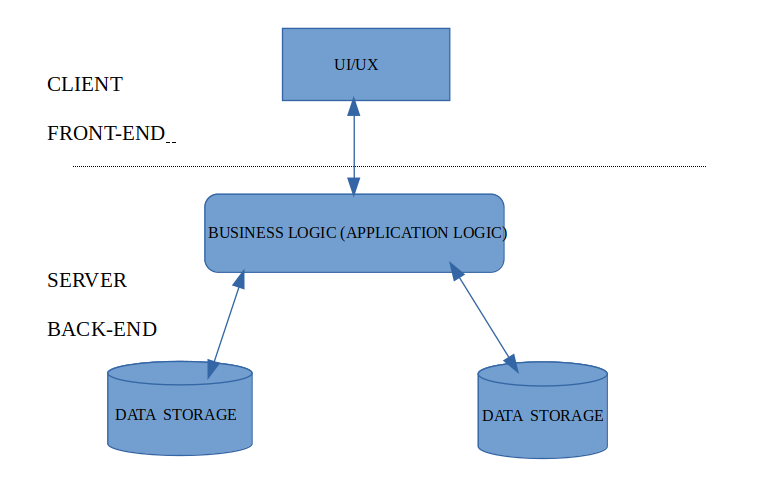 UI/UX
CLIENT
FRONT-END
BUSINESS LOGIC (APPLICATION LOGIC)
SERVER
BACK-END
DATA STORAGE
DATA STORAGE